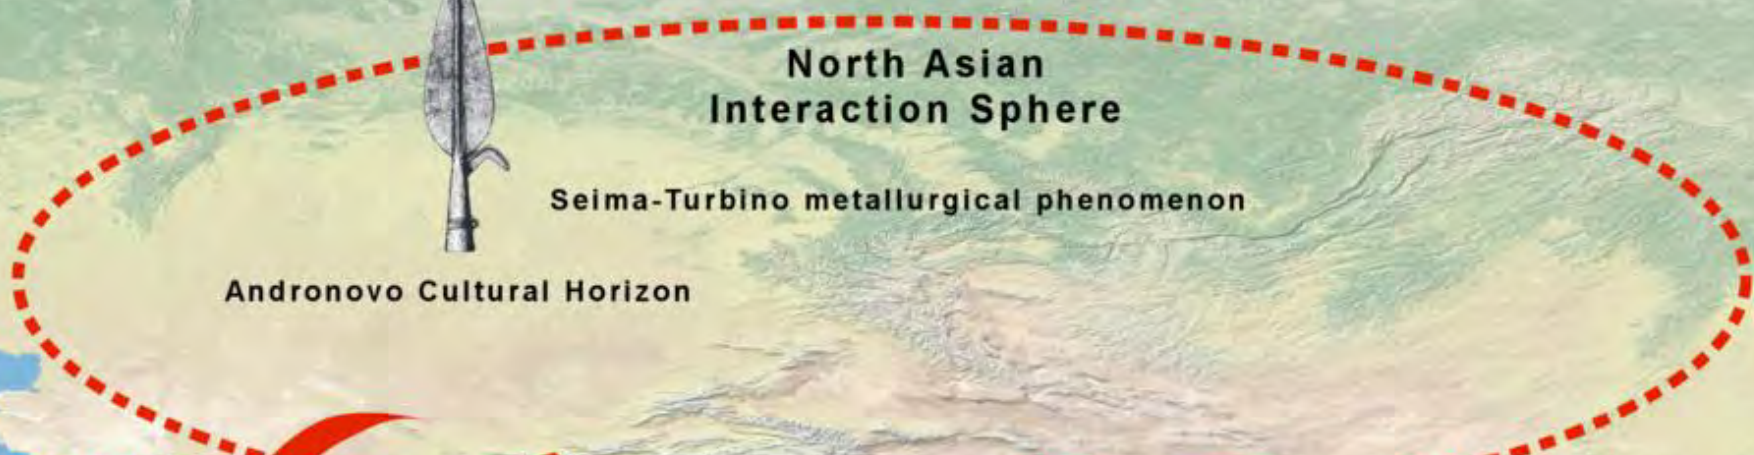 North Asian
Interaction Sphere
Seima-Turbino metallurgical phenomenon
Andronovo Cultural Horizon